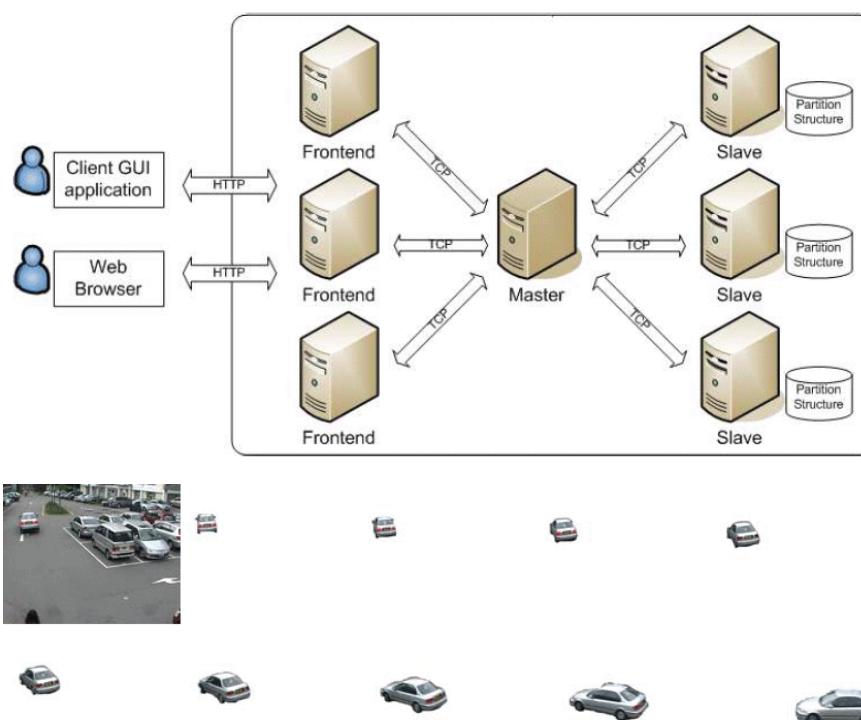 Client GUI
application
Web
Browser
HTTP
HTTP
Frontend
Frontend
Frontend
TCP
TCP
TCP
Master
TCP
TCP
TCP
Slave
Slave
Slave
Partition
Structure
Partition
Structure
Partition
Structure